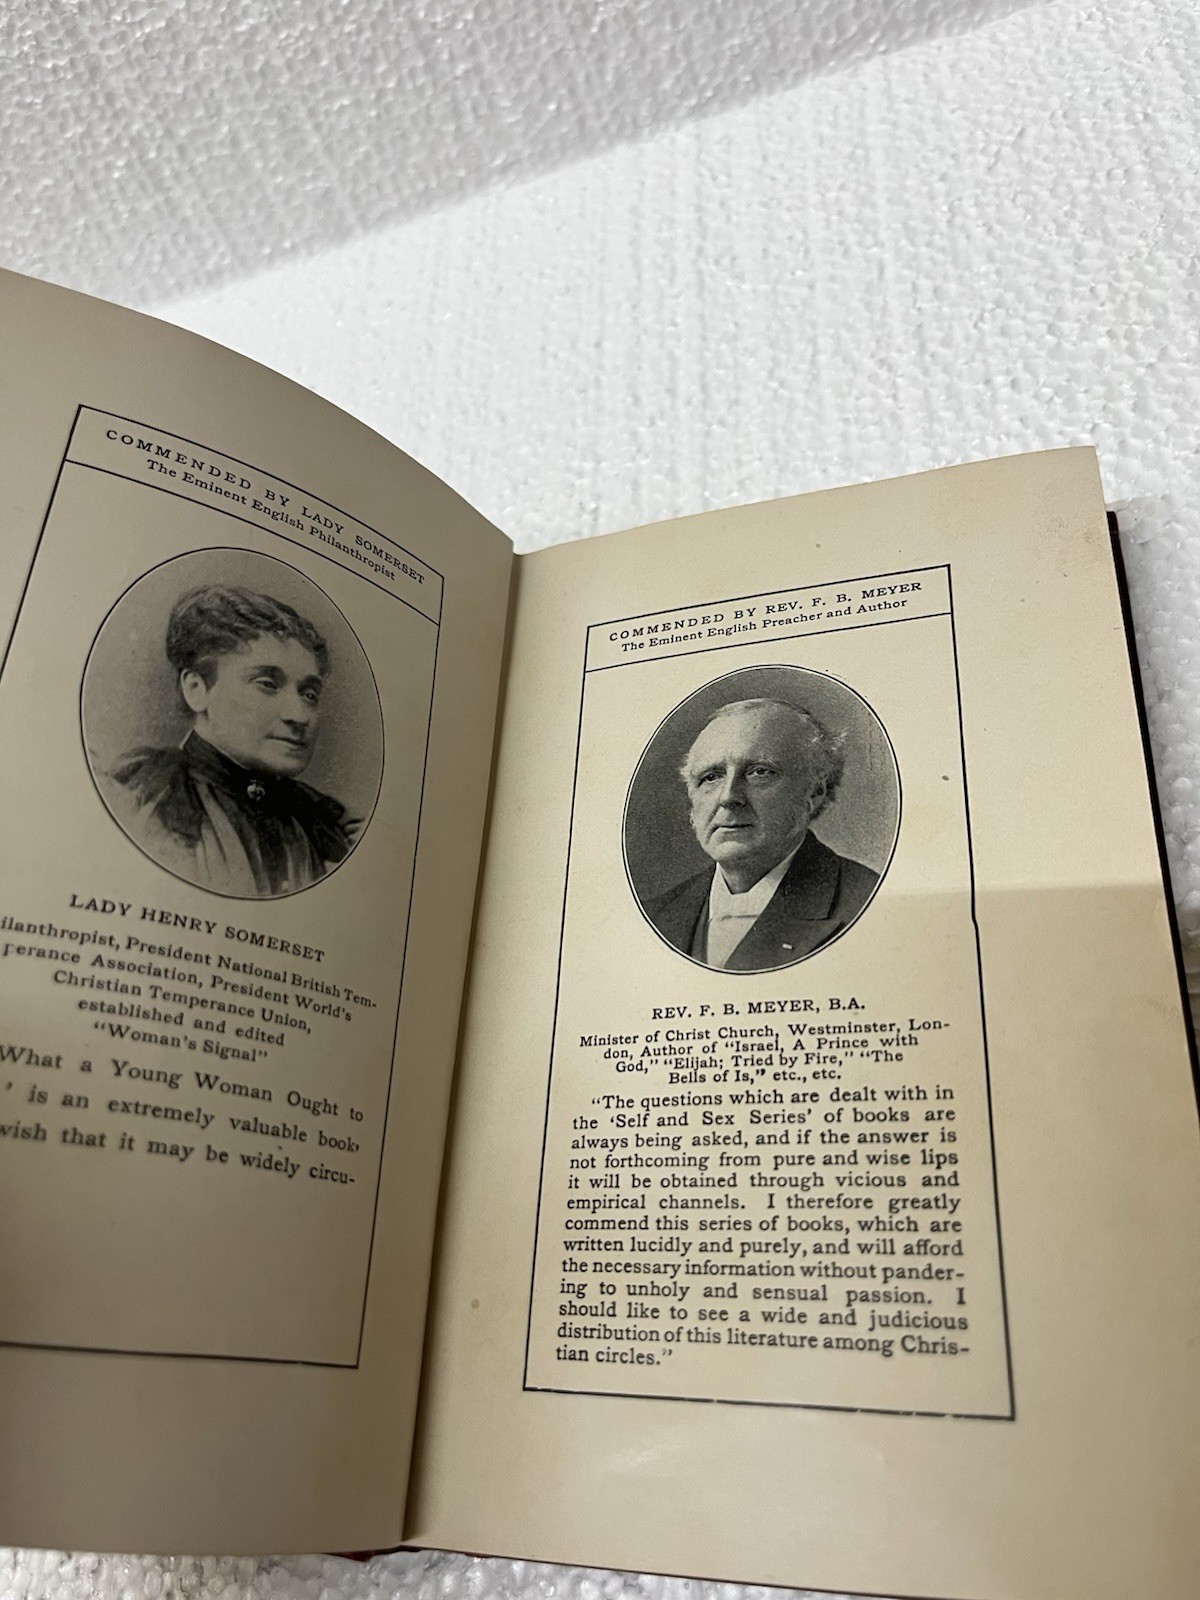 COMMENDED BY LADY SOMERSET
The Eminent English Philanthropist
LADY HENRY SOMERSET
ilanthropist, President National British Tem-
perance Association, President World's
Christian Temperance Union,
established and edited
"Woman's Signal"
What a Young Woman Ought to
' is an extremely valuable book,
wish that it may be widely circu-
COMMENDED BY REV. F. B. MEYER
The Eminent English Preacher and Author
REV. F. B. MEYER, B.A.
Minister of Christ Church, Westminster, Lon-
don, Author of "Israel, A Prince with
God," "Elijah; Tried by Fire," "The
Bells of Is," etc., etc.
"The questions which are dealt with in
the 'Self and Sex Series' of books are
always being asked, and if the answer is
not forthcoming from pure and wise lips
it will be obtained through vicious and
empirical channels. I therefore greatly
commend this series of books, which are
written lucidly and purely, and will afford
the necessary information without pander-
ing to unholy and sensual passion. I
should like to see a wide and judicious
distribution of this literature among Chris-
tian circles."